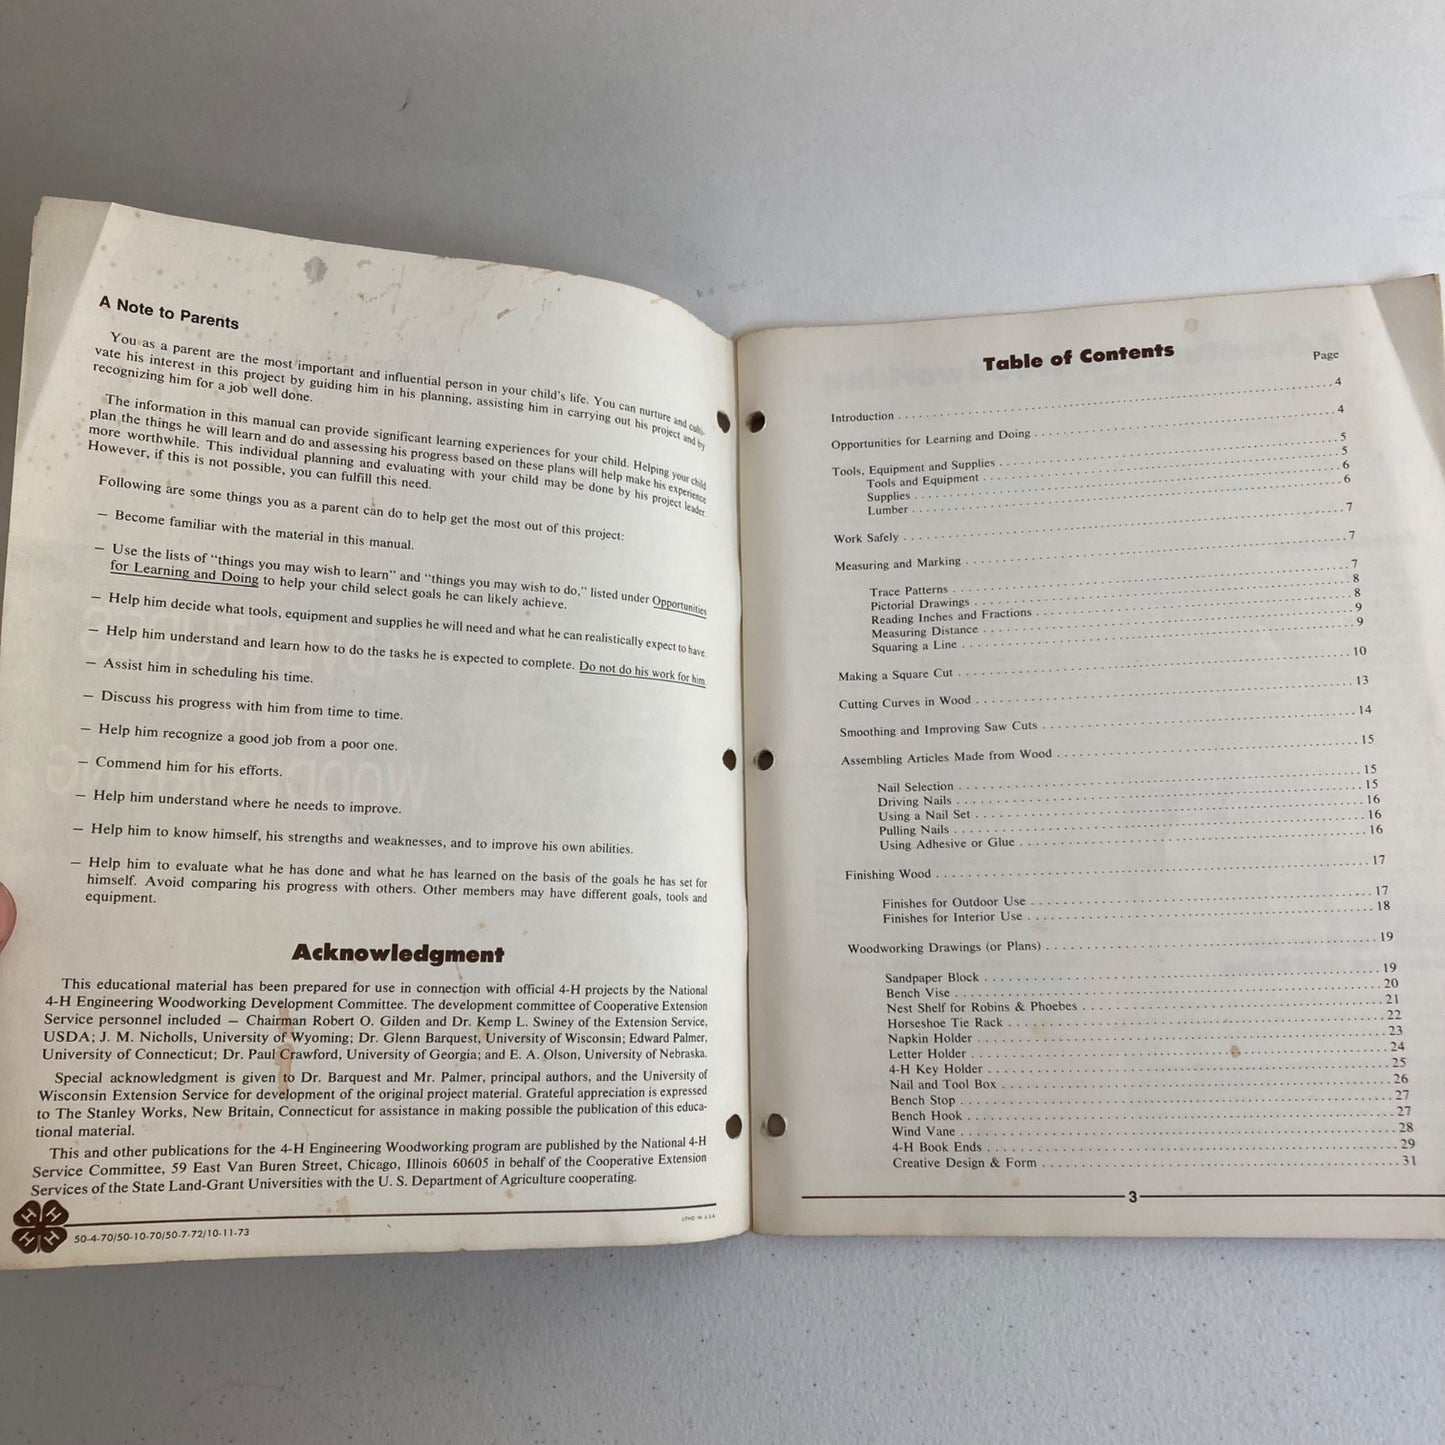 A Note to Parents
You as a parent are the most important and influential person in your child's life. You can nurture and culti-
vate his interest in this project by guiding him in his planning, assisting him in carrying out his project and by
recognizing him for a job well done.
The information in this manual can provide significant learning experiences for your child. Helping your child
plan the things he will learn and do and assessing his progress based on these plans will help make his experience
more worthwhile. This individual planning and evaluating with your child may be done by his project leader.
However, if this is not possible, you can fulfill this need.
Following are some things you as a parent can do to help get the most out of this project:
— Become familiar with the material in this manual.
— Use the lists of "things you may wish to learn" and "things you may wish to do," listed under Opportunities
for Learning and Doing to help your child select goals he can likely achieve.
— Help him decide what tools, equipment and supplies he will need and what he can realistically expect to have.
— Help him understand and learn how to do the tasks he is expected to complete. Do not do his work for him.
— Assist him in scheduling his time.
— Discuss his progress with him from time to time.
— Help him recognize a good job from a poor one.
— Commend him for his efforts.
— Help him understand where he needs to improve.
— Help him to know himself, his strengths and weaknesses, and to improve his own abilities.
— Help him to evaluate what he has done and what he has learned on the basis of the goals he has set for
himself. Avoid comparing his progress with others. Other members may have different goals, tools and
equipment.
Acknowledgment
This educational material has been prepared for use in connection with official 4-H projects by the National
4-H Engineering Woodworking Development Committee. The development committee of Cooperative Extension
Service personnel included — Chairman Robert O. Gilden and Dr. Kemp L. Swiney of the Extension Service,
USDA; J. M. Nicholls, University of Wyoming; Dr. Glenn Barquest, University of Wisconsin; Edward Palmer,
University of Connecticut; Dr. Paul Crawford, University of Georgia; and E. A. Olson, University of Nebraska.
Special acknowledgment is given to Dr. Barquest and Mr. Palmer, principal authors, and the University of
Wisconsin Extension Service for development of the original project material. Grateful appreciation is expressed
to The Stanley Works, New Britain, Connecticut for assistance in making possible the publication of this educa-
tional material.
This and other publications for the 4-H Engineering Woodworking program are published by the National 4-H
Service Committee, 59 East Van Buren Street, Chicago, Illinois 60605 in behalf of the Cooperative Extension
Services of the State Land-Grant Universities with the U. S. Department of Agriculture cooperating.
H H
H H
50-4-70/50-10-70/50-7-72/10-11-73
LITHO IN U.S.A.
Table of Contents
Page
Introduction 4
Opportunities for Learning and Doing 4
Tools, Equipment and Supplies 5
Tools and Equipment 5
Supplies 6
Lumber 6
Work Safely 7
Measuring and Marking 7
Trace Patterns 7
Pictorial Drawings 8
Reading Inches and Fractions 8
Measuring Distance 9
Squaring a Line 9
Making a Square Cut 10
Cutting Curves in Wood 13
Smoothing and Improving Saw Cuts 14
Assembling Articles Made from Wood 15
Nail Selection 15
Driving Nails 15
Using a Nail Set 16
Pulling Nails 16
Using Adhesive or Glue 16
Finishing Wood 17
Finishes for Outdoor Use 17
Finishes for Interior Use 18
Woodworking Drawings (or Plans) 19
Sandpaper Block 19
Bench Vise 20
Nest Shelf for Robins & Phoebes 21
Horseshoe Tie Rack 22
Napkin Holder 23
Letter Holder 24
4-H Key Holder 25
Nail and Tool Box 26
Bench Stop 27
Bench Hook 27
Wind Vane 28
4-H Book Ends 29
Creative Design & Form 31
3